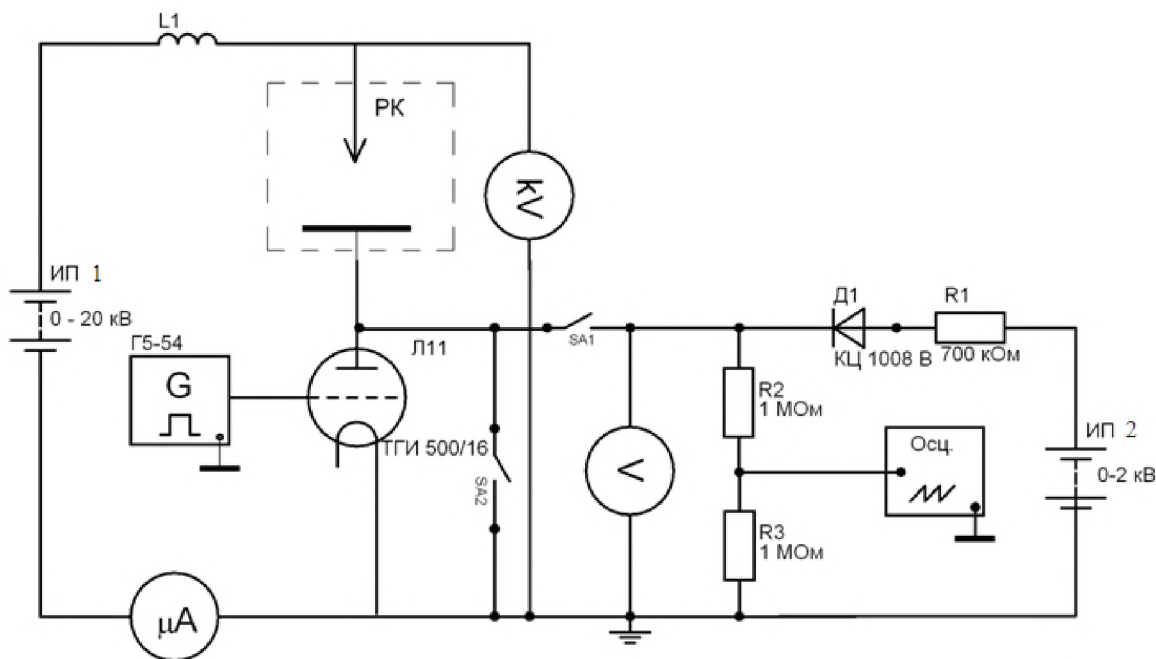 L1
РК
kV
ИП 1
0 - 20 кВ
Г5-54
G
Л11
ТГИ 500/16
SA1
SA2
Д1
КЦ 1008 В
R1
700 кОм
R2
1 МОм
V
Осц.
ИП 2
0-2 кВ
R3
1 МОм
μA